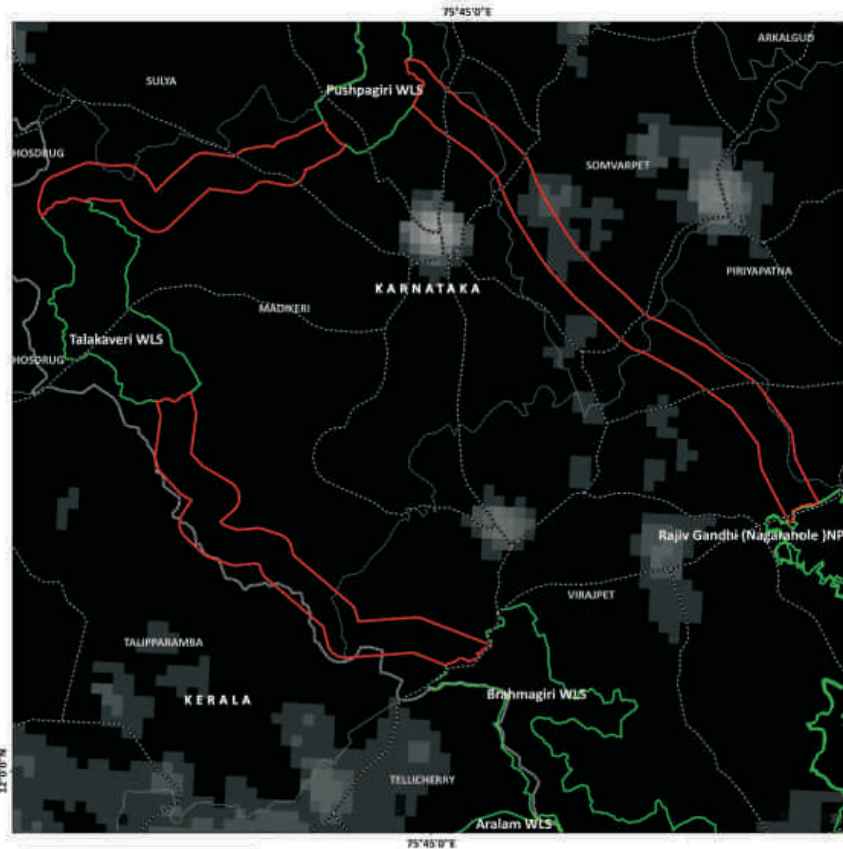 75°45'0"E
ARKALGUD
SULYA
Pushpagiri WLS
HOSDRUG
SOMVARPET
PIRIYAPATNA
KARNATAKA
MADIKERI
Talakaveri WLS
HOSDRUG
Rajiv Gandhi (Nagarahole )NP
VIRAJPET
TALIPPARAMBA
KERALA
Brahmagiri WLS
12°0'0"N
TELLICHERRY
Aralam WLS
75°45'0"E